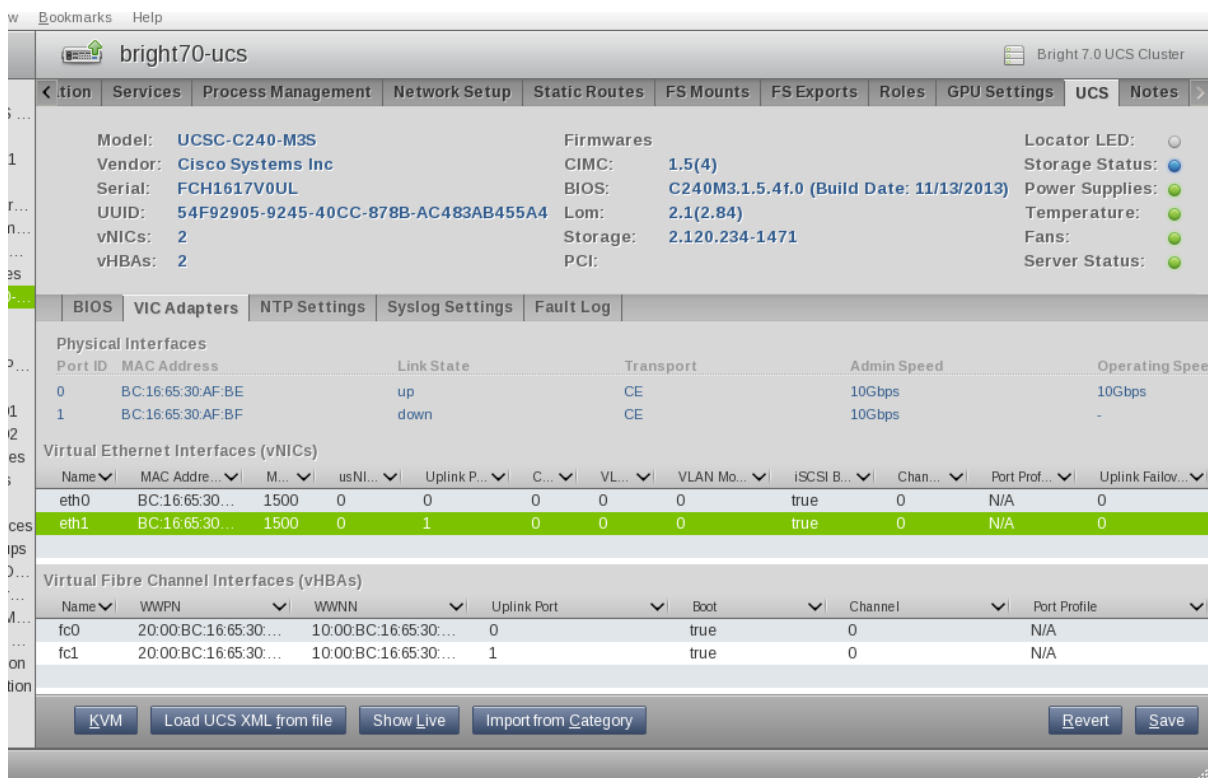 w Bookmarks Help
bright70-ucs Bright 7.0 UCS Cluster
tion Services Process Management Network Setup Static Routes FS Mounts FS Exports Roles GPU Settings UCS Notes
Model: UCSC-C240-M3S Firmwares Locator LED:
Vendor: Cisco Systems Inc CIMC: 1.5(4) Storage Status:
Serial: FCH1617V0UL BIOS: C240M3.1.5.4f.0 (Build Date: 11/13/2013) Power Supplies:
UUID: 54F92905-9245-40CC-878B-AC483AB455A4 Lom: 2.1(2.84) Temperature:
vNICs: 2 Storage: 2.120.234-1471 Fans:
vHBAs: 2 PCI: Server Status:
BIOS VIC Adapters NTP Settings Syslog Settings Fault Log
Physical Interfaces
Port ID MAC Address Link State Transport Admin Speed Operating Spee
0 BC:16:65:30:AF:BE up CE 10Gbps 10Gbps
1 BC:16:65:30:AF:BF down CE 10Gbps -
Virtual Ethernet Interfaces (vNICs)
Name MAC Addre... M... usNI... Uplink P... C... VL... VLAN Mo... iSCSI B... Chan... Port Prof... Uplink Failov...
eth0 BC:16:65:30... 1500 0 0 0 0 0 true 0 N/A 0
eth1 BC:16:65:30... 1500 0 1 0 0 0 true 0 N/A 0
Virtual Fibre Channel Interfaces (vHBAs)
Name WWPN WWNN Uplink Port Boot Channel Port Profile
fc0 20:00:BC:16:65:30:... 10:00:BC:16:65:30:... 0 true 0 N/A
fc1 20:00:BC:16:65:30:... 10:00:BC:16:65:30:... 1 true 0 N/A
KVM Load UCS XML from file Show Live Import from Category Revert Save